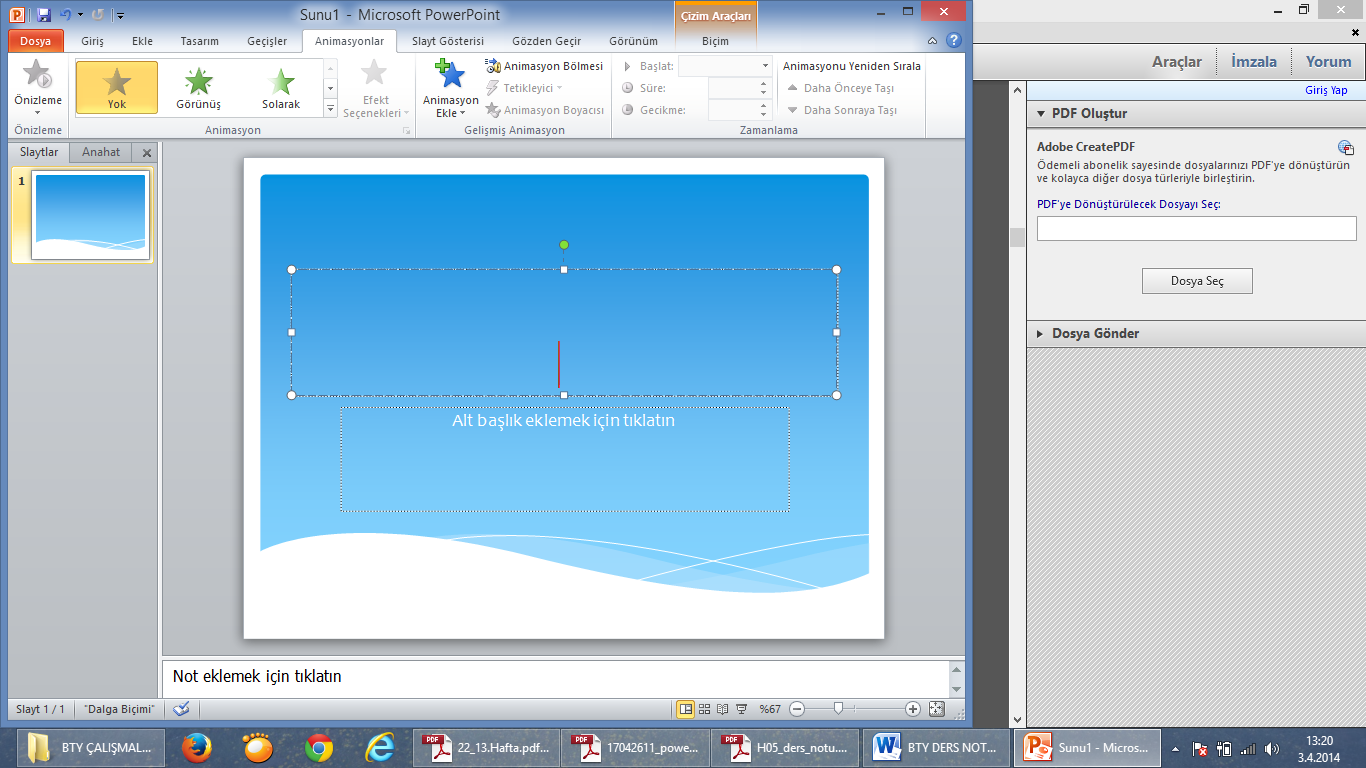 Sunu1 - Microsoft PowerPoint
Çizim Araçları
Dosya Giriş Ekle Tasarım Geçişler Animasyonlar Slayt Gösterisi Gözden Geçir Görünüm Biçim
Önizleme
Yok
Görünüş
Solarak
Efekt
Seçenekleri
Animasyon
Ekle
Animasyon Bölmesi
Tetikleyici
Animasyon Boyacısı
Başlat:
Süre:
Gecikme:
Animasyonu Yeniden Sırala
Daha Önceye Taşı
Daha Sonraya Taşı
Önizleme
Animasyon
Gelişmiş Animasyon
Zamanlama
Slaytlar Anahat
1
Alt başlık eklemek için tıklatın
Not eklemek için tıklatın
Slayt 1 / 1 "Dalga Biçimi" %67
Araçlar İmzala Yorum
Giriş Yap
PDF Oluştur
Adobe CreatePDF
Ödemeli abonelik sayesinde dosyalarınızı PDF'ye dönüştürün
ve kolayca diğer dosya türleriyle birleştirin.
PDF'ye Dönüştürülecek Dosyayı Seç:
Dosya Seç
Dosya Gönder
BTY ÇALIŞMAL... 22_13.Hafta.pdf... 17042611_powe... H05_ders_notu.... BTY DERS NOT... Sunu1 - Micros... 13:20
3.4.2014